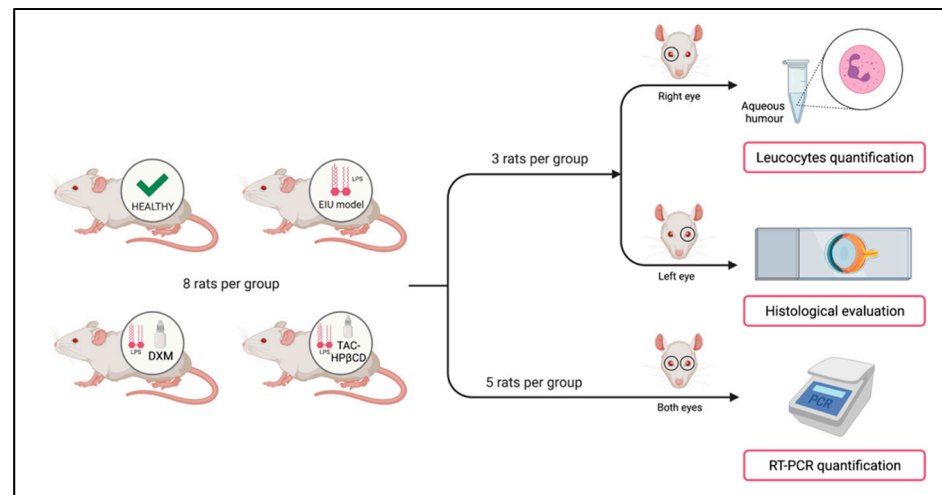 Right eye
Aqueous
humour
Leucocytes quantification
3 rats per group
HEALTHY
LPS
EIU model
8 rats per group
Left eye
Histological evaluation
LPS
DXM
LPS
TAC-
HPβCD
5 rats per group
Both eyes
PCR
RT-PCR quantification